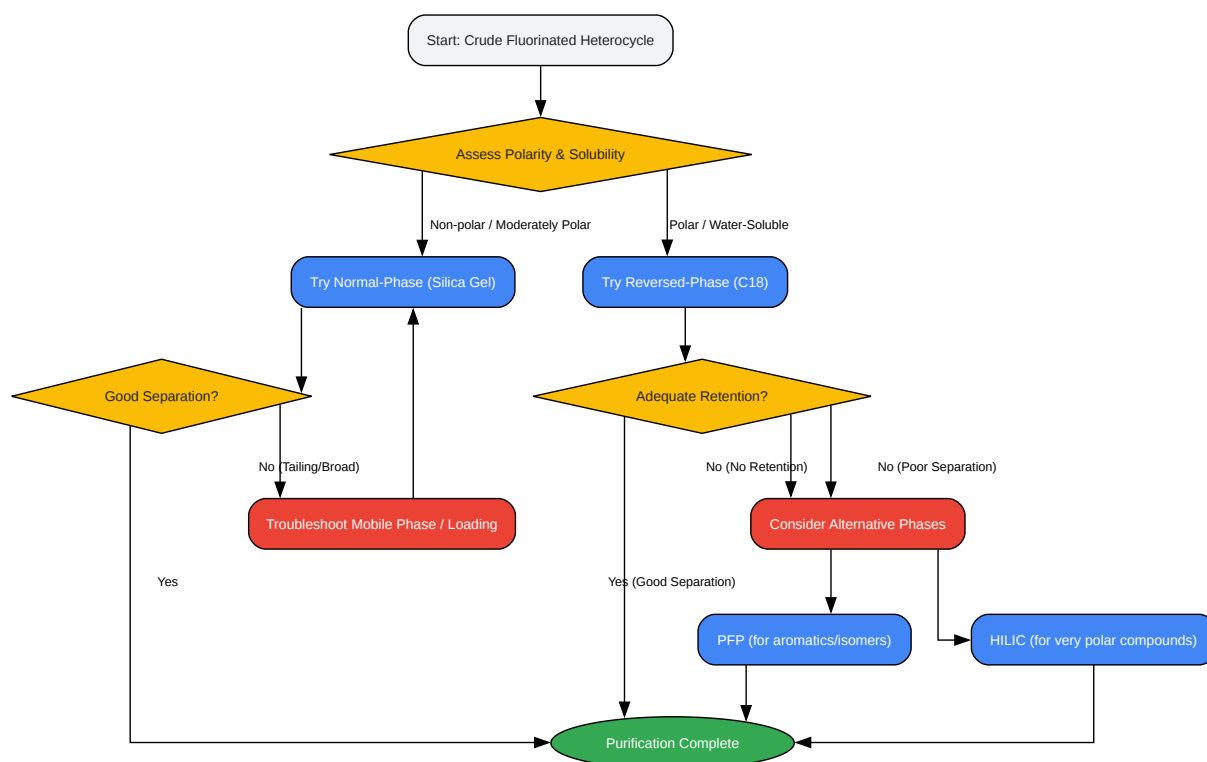 Start: Crude Fluorinated Heterocycle
Assess Polarity & Solubility
Non-polar / Moderately Polar
Polar / Water-Soluble
Try Normal-Phase (Silica Gel)
Try Reversed-Phase (C18)
Good Separation?
Adequate Retention?
No (Tailing/Broad)
No (No Retention)
No (Poor Separation)
Troubleshoot Mobile Phase / Loading
Consider Alternative Phases
Yes
Yes (Good Separation)
PFP (for aromatics/isomers)
HILIC (for very polar compounds)
Purification Complete